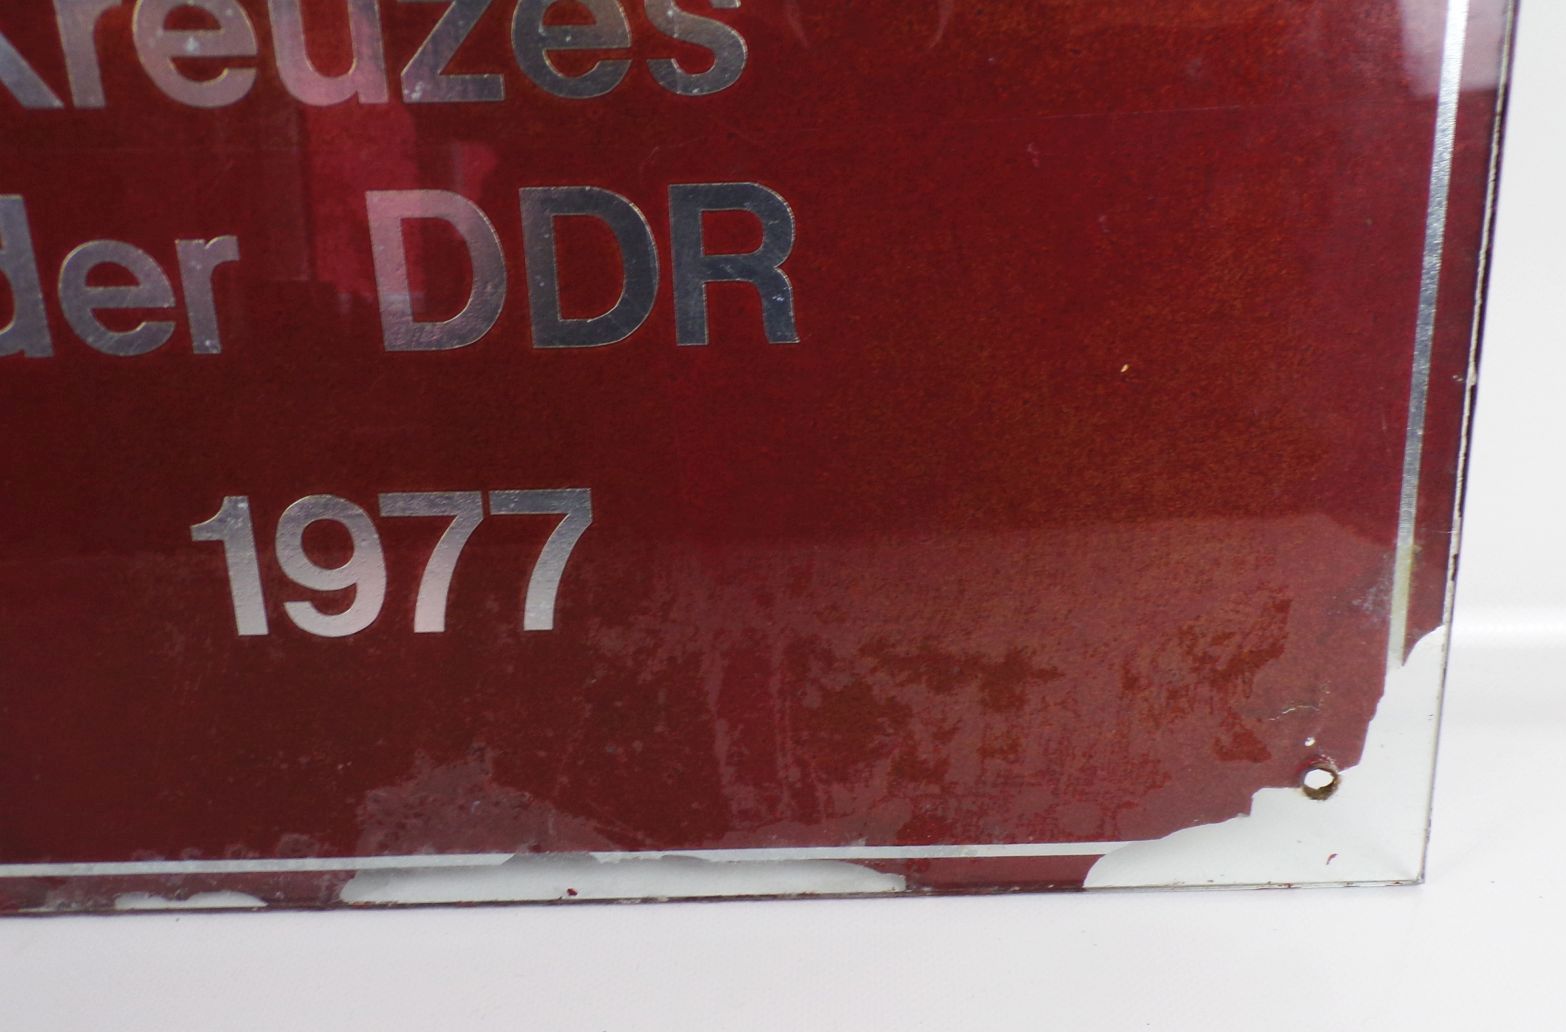 Kreuzes
der DDR
1977